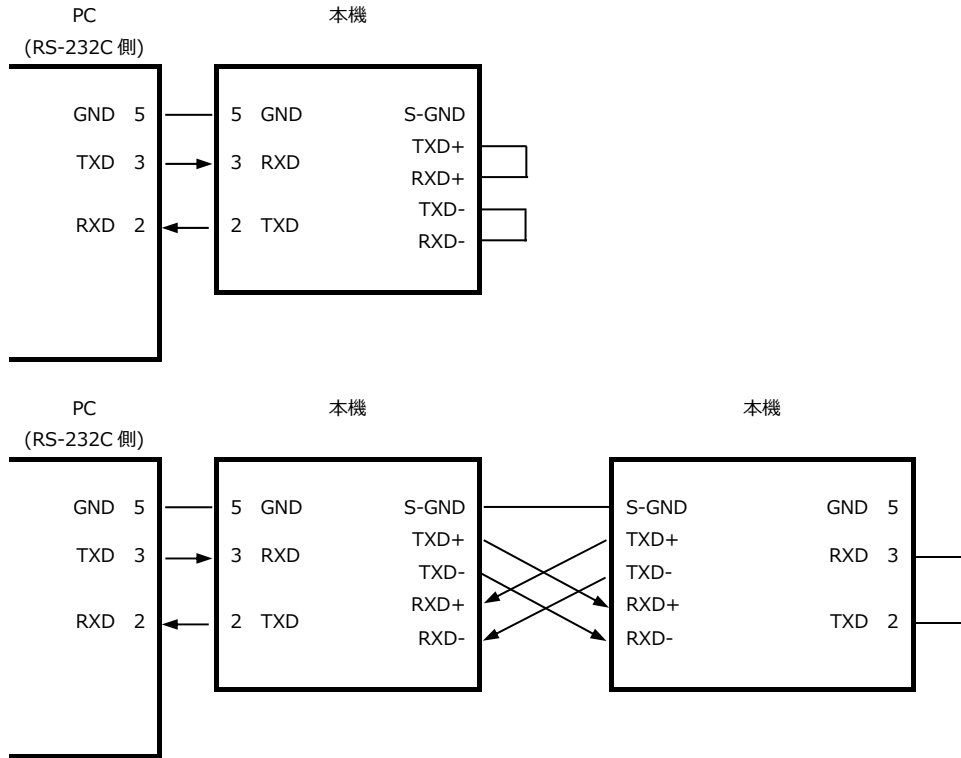 PC 本機
(RS-232C 側)
GND 5 5 GND S-GND
TXD+
TXD 3 3 RXD
RXD+
TXD-
RXD 2 2 TXD
RXD-
PC 本機 本機
(RS-232C 側)
GND 5 5 GND S-GND S-GND GND 5
TXD+ TXD+
TXD 3 3 RXD RXD 3
TXD- TXD-
RXD+ RXD+
RXD 2 2 TXD TXD 2
RXD- RXD-